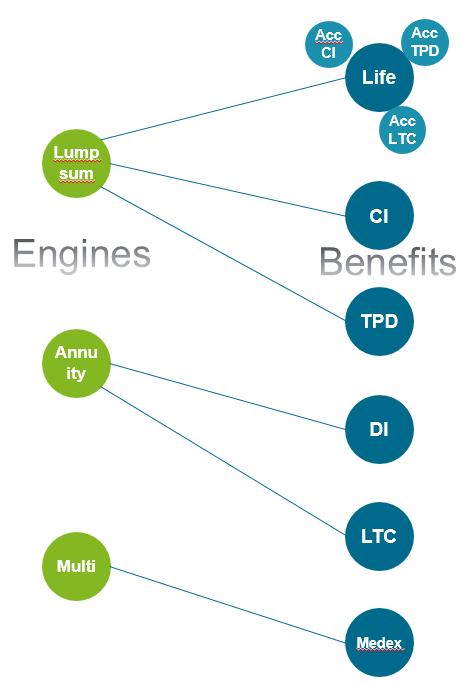 Acc
CI
Acc
TPD
Life
Acc
LTC
Lump
sum
CI
Engines
Benefits
TPD
Annu
ity
DI
LTC
Multi
Medex